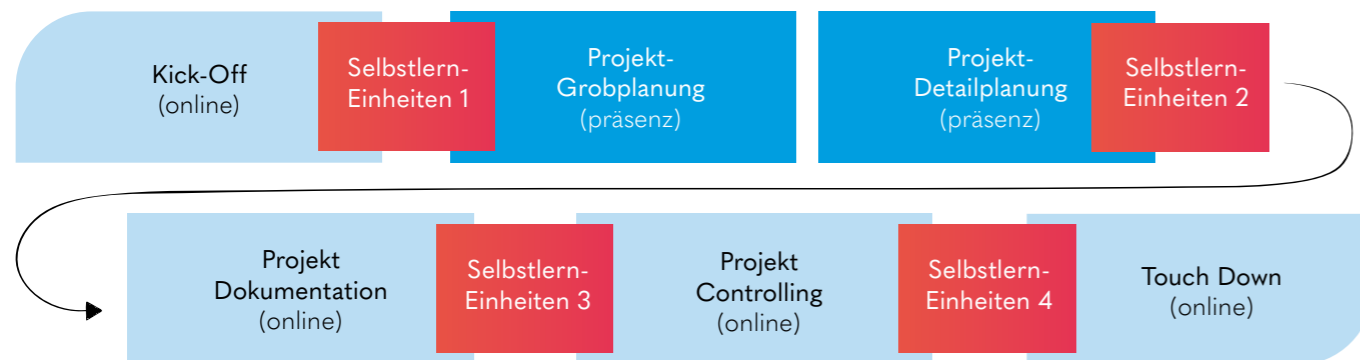 Kick-Off
(online)
Selbstlern-
Einheiten 1
Projekt-
Grobplanung
(präsenz)
Projekt-
Detailplanung
(präsenz)
Selbstlern-
Einheiten 2
Projekt
Dokumentation
(online)
Selbstlern-
Einheiten 3
Projekt
Controlling
(online)
Selbstlern-
Einheiten 4
Touch Down
(online)